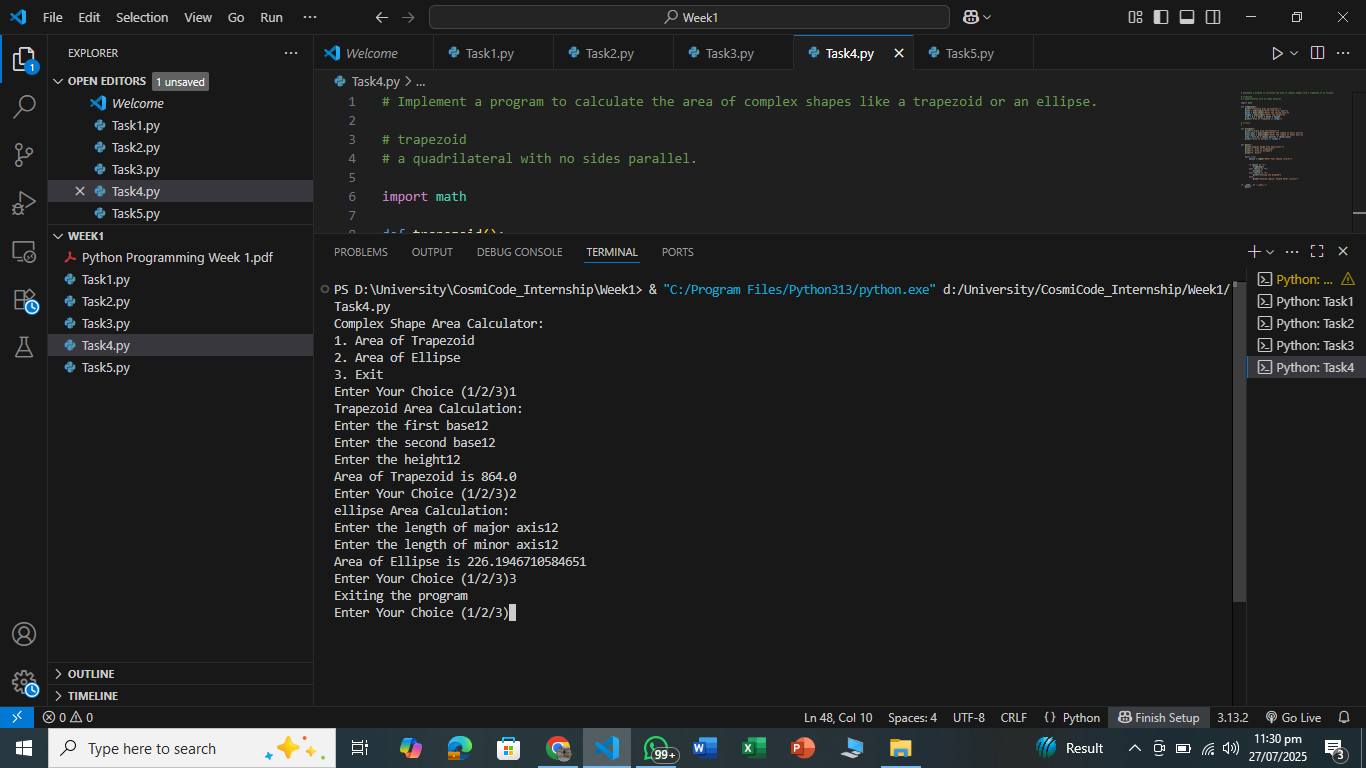 File Edit Selection View Go Run ··· Week1
EXPLORER ···
OPEN EDITORS 1 unsaved
Welcome
Task1.py
Task2.py
Task3.py
Task4.py
Task5.py
WEEK1
Python Programming Week 1.pdf
Task1.py
Task2.py
Task3.py
Task4.py
Task5.py
OUTLINE
TIMELINE
1
Welcome Task1.py Task2.py Task3.py Task4.py Task5.py
Task4.py > ...
1 # Implement a program to calculate the area of complex shapes like a trapezoid or an ellipse.
2
3 # trapezoid
4 # a quadrilateral with no sides parallel.
5
6 import math
7
8 def trapezoid():
PROBLEMS OUTPUT DEBUG CONSOLE TERMINAL PORTS
PS D:\University\CosmiCode_Internship\Week1> & "C:/Program Files/Python313/python.exe" d:/University/CosmiCode_Internship/Week1/
Task4.py
Complex Shape Area Calculator:
1. Area of Trapezoid
2. Area of Ellipse
3. Exit
Enter Your Choice (1/2/3)1
Trapezoid Area Calculation:
Enter the first base12
Enter the second base12
Enter the height12
Area of Trapezoid is 864.0
Enter Your Choice (1/2/3)2
ellipse Area Calculation:
Enter the length of major axis12
Enter the length of minor axis12
Area of Ellipse is 226.1946710584651
Enter Your Choice (1/2/3)3
Exiting the program
Enter Your Choice (1/2/3)
Python: ...
Python: Task1
Python: Task2
Python: Task3
Python: Task4
0 0 Ln 48, Col 10 Spaces: 4 UTF-8 CRLF {} Python Finish Setup 3.13.2 Go Live
Type here to search 99+ Result 11:30 pm
27/07/2025
3